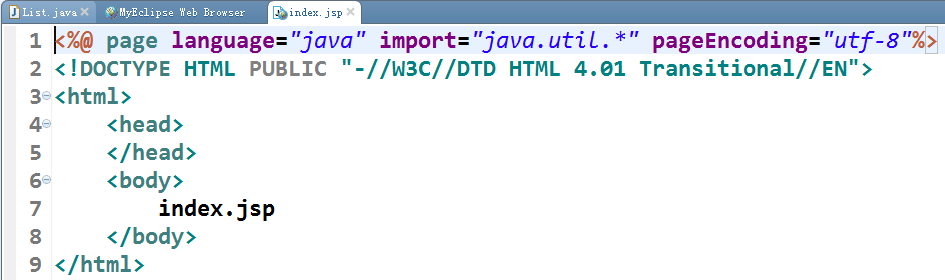 List.java MyEclipse Web Browser index.jsp
1 <%@ page language="java" import="java.util.*" pageEncoding="utf-8"%>
2 <!DOCTYPE HTML PUBLIC "-//W3C//DTD HTML 4.01 Transitional//EN">
3 <html>
4 <head>
5 </head>
6 <body>
7 index.jsp
8 </body>
9 </html>